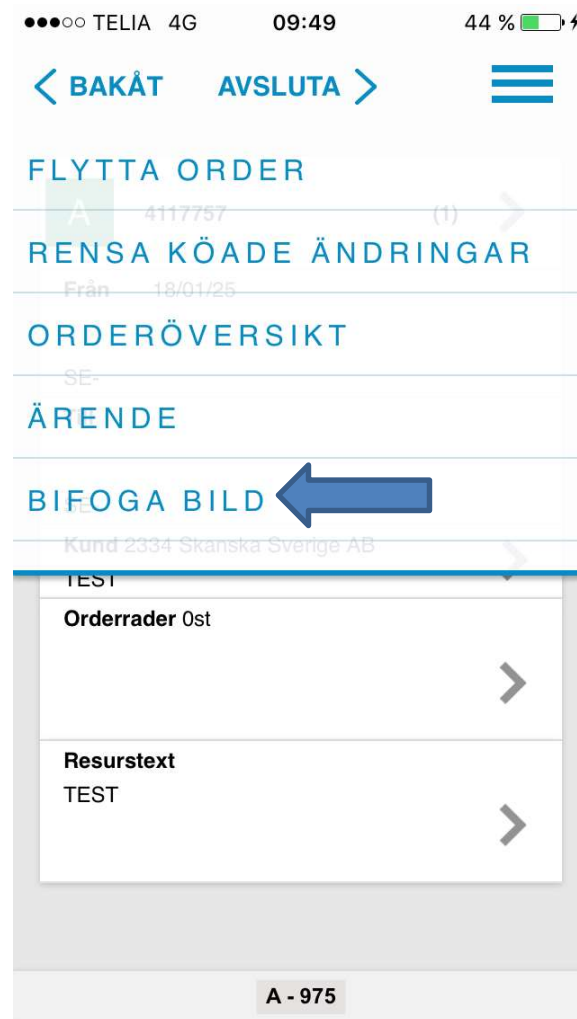 TELIA 4G 09:49 44 %
BAKÅT AVSLUTA
FLYTTA ORDER
A 4117757 (1)
RENSA KÖADE ÄNDRINGAR
Från 18/01/25
ORDERÖVERSIKT
SE-
ÄRENDE
BIFOGA BILD
SE-
Kund 2334 Skanska Sverige AB
TEST
Orderrader 0st
Resurstext
TEST
A - 975